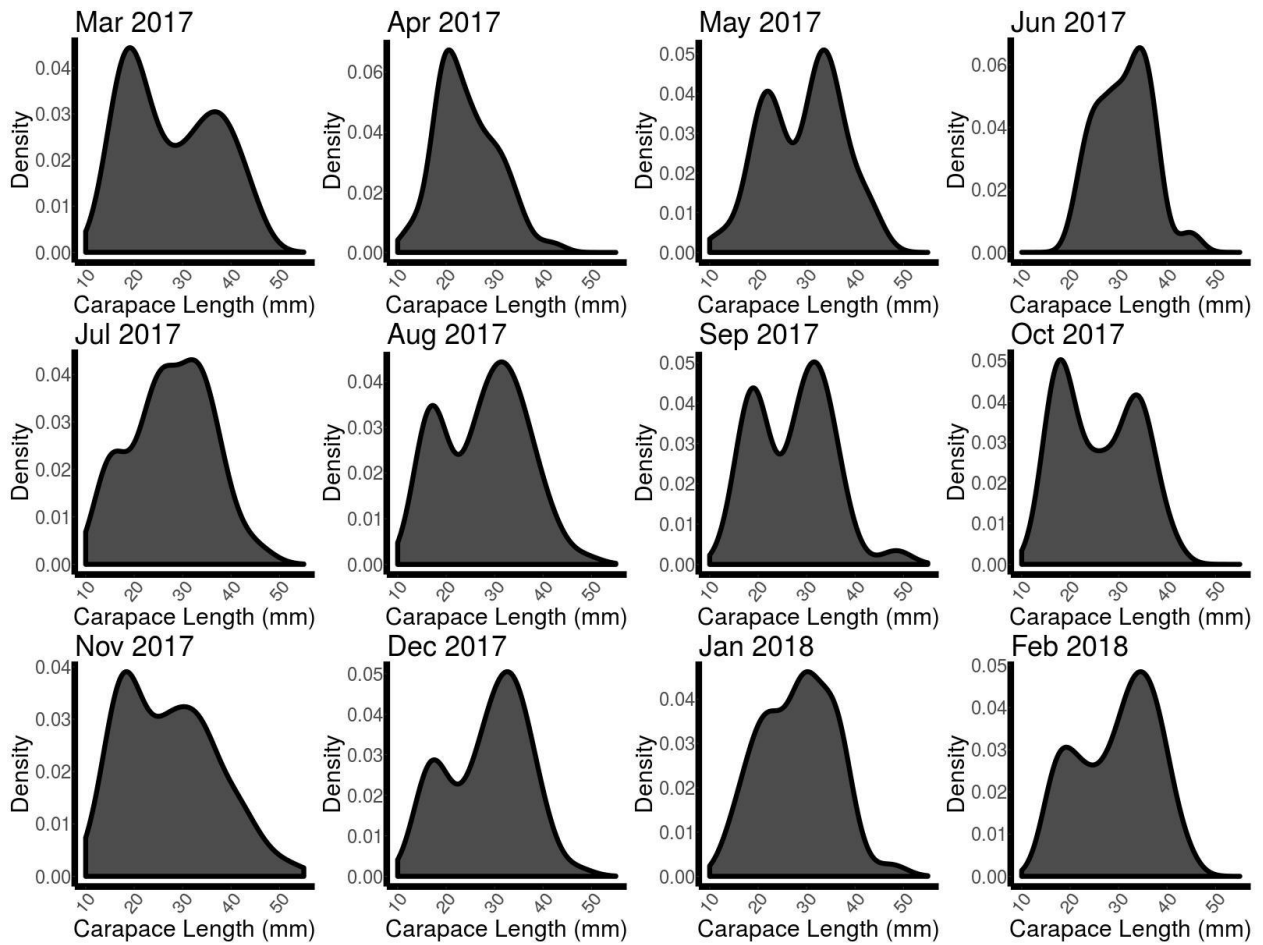 Mar 2017 Apr 2017 May 2017 Jun 2017
Density 0.04 0.03 0.02 0.01 0.00 Density 0.06 0.04 0.02 0.00 Density 0.05 0.04 0.03 0.02 0.01 0.00 Density 0.06 0.04 0.02 0.00
10 20 30 40 50 10 20 30 40 50 10 20 30 40 50 10 20 30 40 50
Carapace Length (mm) Carapace Length (mm) Carapace Length (mm) Carapace Length (mm)
Jul 2017 Aug 2017 Sep 2017 Oct 2017
Density 0.04 0.03 0.02 0.01 0.00 Density 0.04 0.03 0.02 0.01 0.00 Density 0.05 0.04 0.03 0.02 0.01 0.00 Density 0.05 0.04 0.03 0.02 0.01 0.00
10 20 30 40 50 10 20 30 40 50 10 20 30 40 50 10 20 30 40 50
Carapace Length (mm) Carapace Length (mm) Carapace Length (mm) Carapace Length (mm)
Nov 2017 Dec 2017 Jan 2018 Feb 2018
Density 0.04 0.03 0.02 0.01 0.00 Density 0.05 0.04 0.03 0.02 0.01 0.00 Density 0.04 0.03 0.02 0.01 0.00 Density 0.05 0.04 0.03 0.02 0.01 0.00
10 20 30 40 50 10 20 30 40 50 10 20 30 40 50 10 20 30 40 50
Carapace Length (mm) Carapace Length (mm) Carapace Length (mm) Carapace Length (mm)